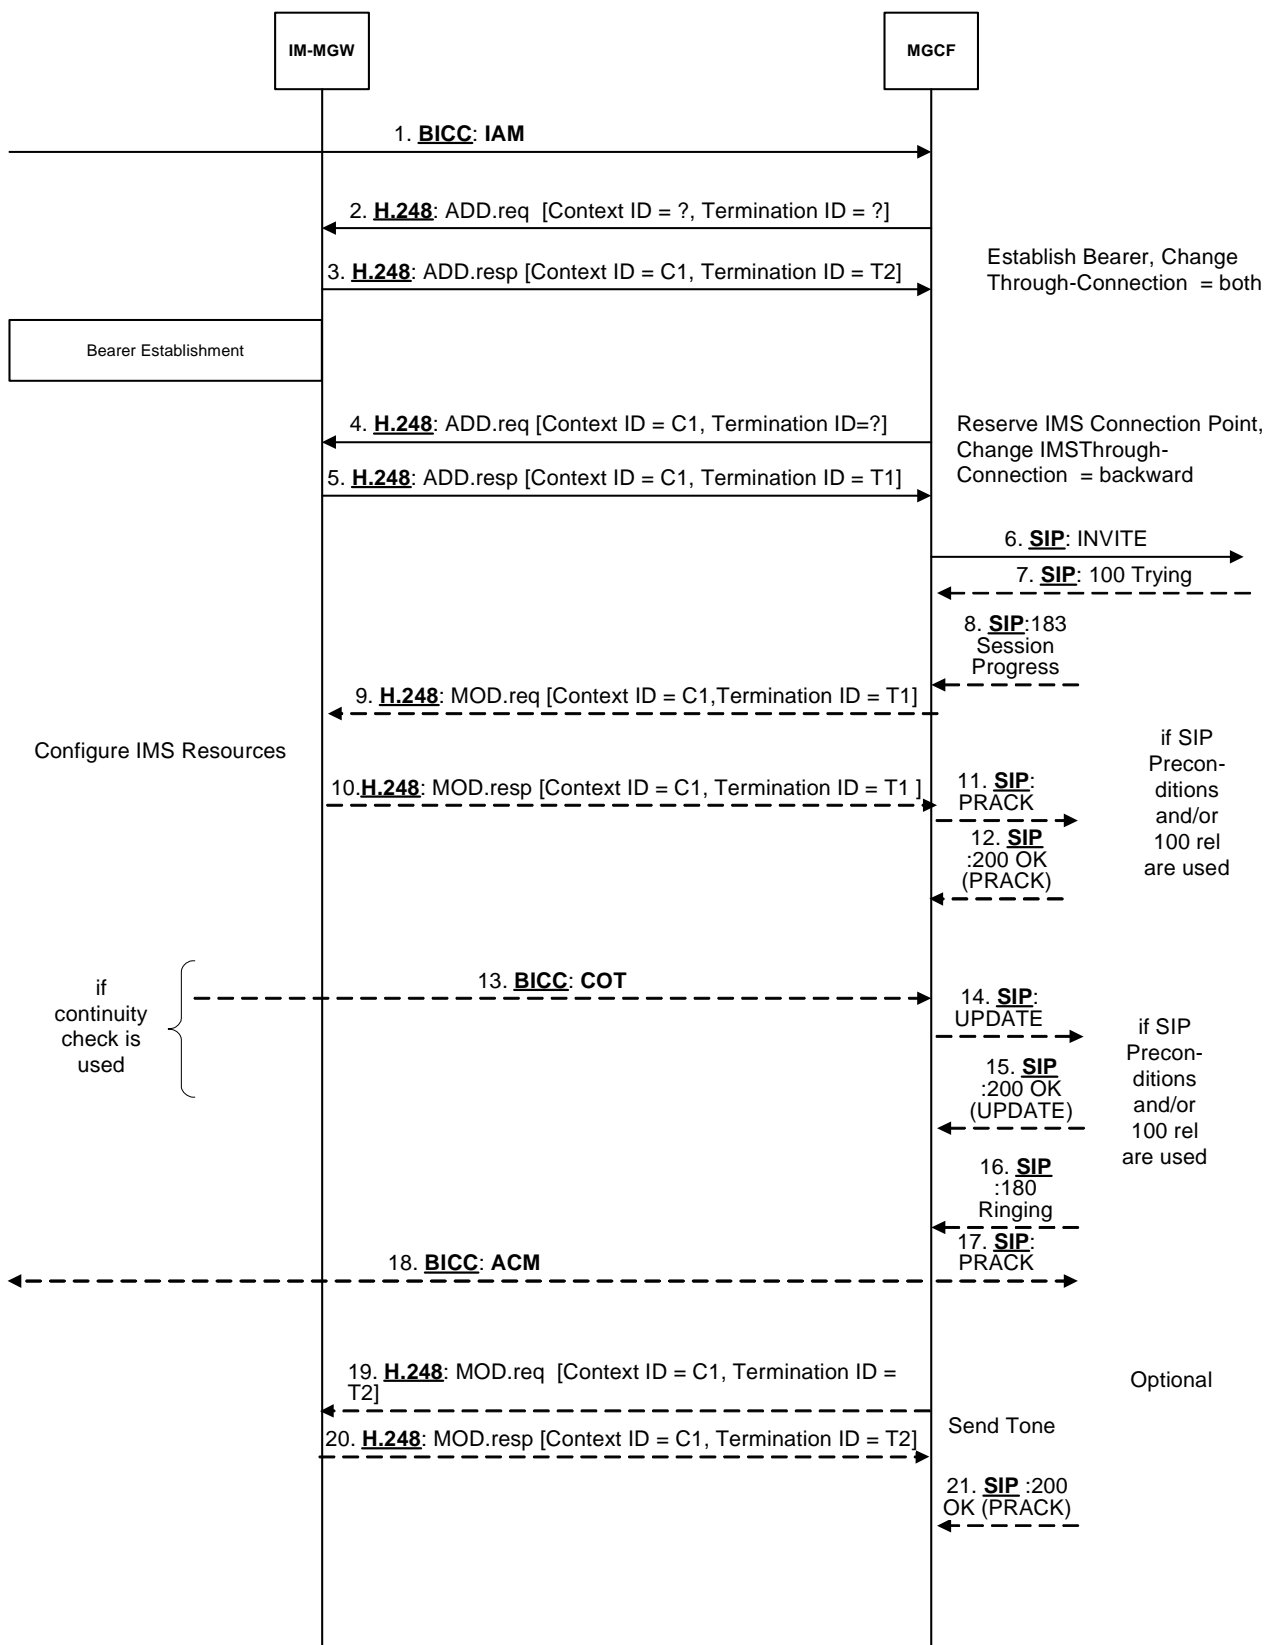 IM-MGW
MGCF
1. BICC: IAM
2. H.248: ADD.req [Context ID = ?, Termination ID = ?]
3. H.248: ADD.resp [Context ID = C1, Termination ID = T2]
Establish Bearer, Change
Through-Connection = both
Bearer Establishment
4. H.248: ADD.req [Context ID = C1, Termination ID=?]
5. H.248: ADD.resp [Context ID = C1, Termination ID = T1]
Reserve IMS Connection Point,
Change IMSThrough-
Connection = backward
6. SIP: INVITE
7. SIP: 100 Trying
8. SIP:183
Session
Progress
9. H.248: MOD.req [Context ID = C1,Termination ID = T1]
Configure IMS Resources
10.H.248: MOD.resp [Context ID = C1, Termination ID = T1 ]
11. SIP:
PRACK
12. SIP
:200 OK
(PRACK)
if SIP
Precon-
ditions
and/or
100 rel
are used
if
continuity
check is
used
13. BICC: COT
14. SIP:
UPDATE
15. SIP
:200 OK
(UPDATE)
if SIP
Precon-
ditions
and/or
100 rel
are used
16. SIP
:180
Ringing
17. SIP:
PRACK
18. BICC: ACM
19. H.248: MOD.req [Context ID = C1, Termination ID =
T2]
Optional
20. H.248: MOD.resp [Context ID = C1, Termination ID = T2]
Send Tone
21. SIP :200
OK (PRACK)